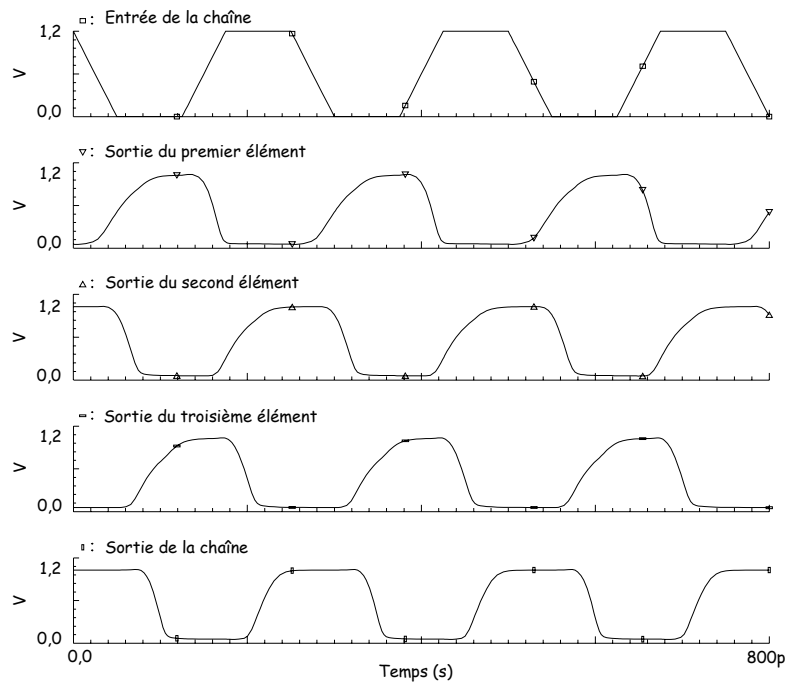 : Entrée de la chaîne
1,2
V
0,0
: Sortie du premier élément
1,2
V
0,0
: Sortie du second élément
1,2
V
0,0
: Sortie du troisième élément
1,2
V
0,0
: Sortie de la chaîne
1,2
V
0,0
0,0
800p
Temps (s)